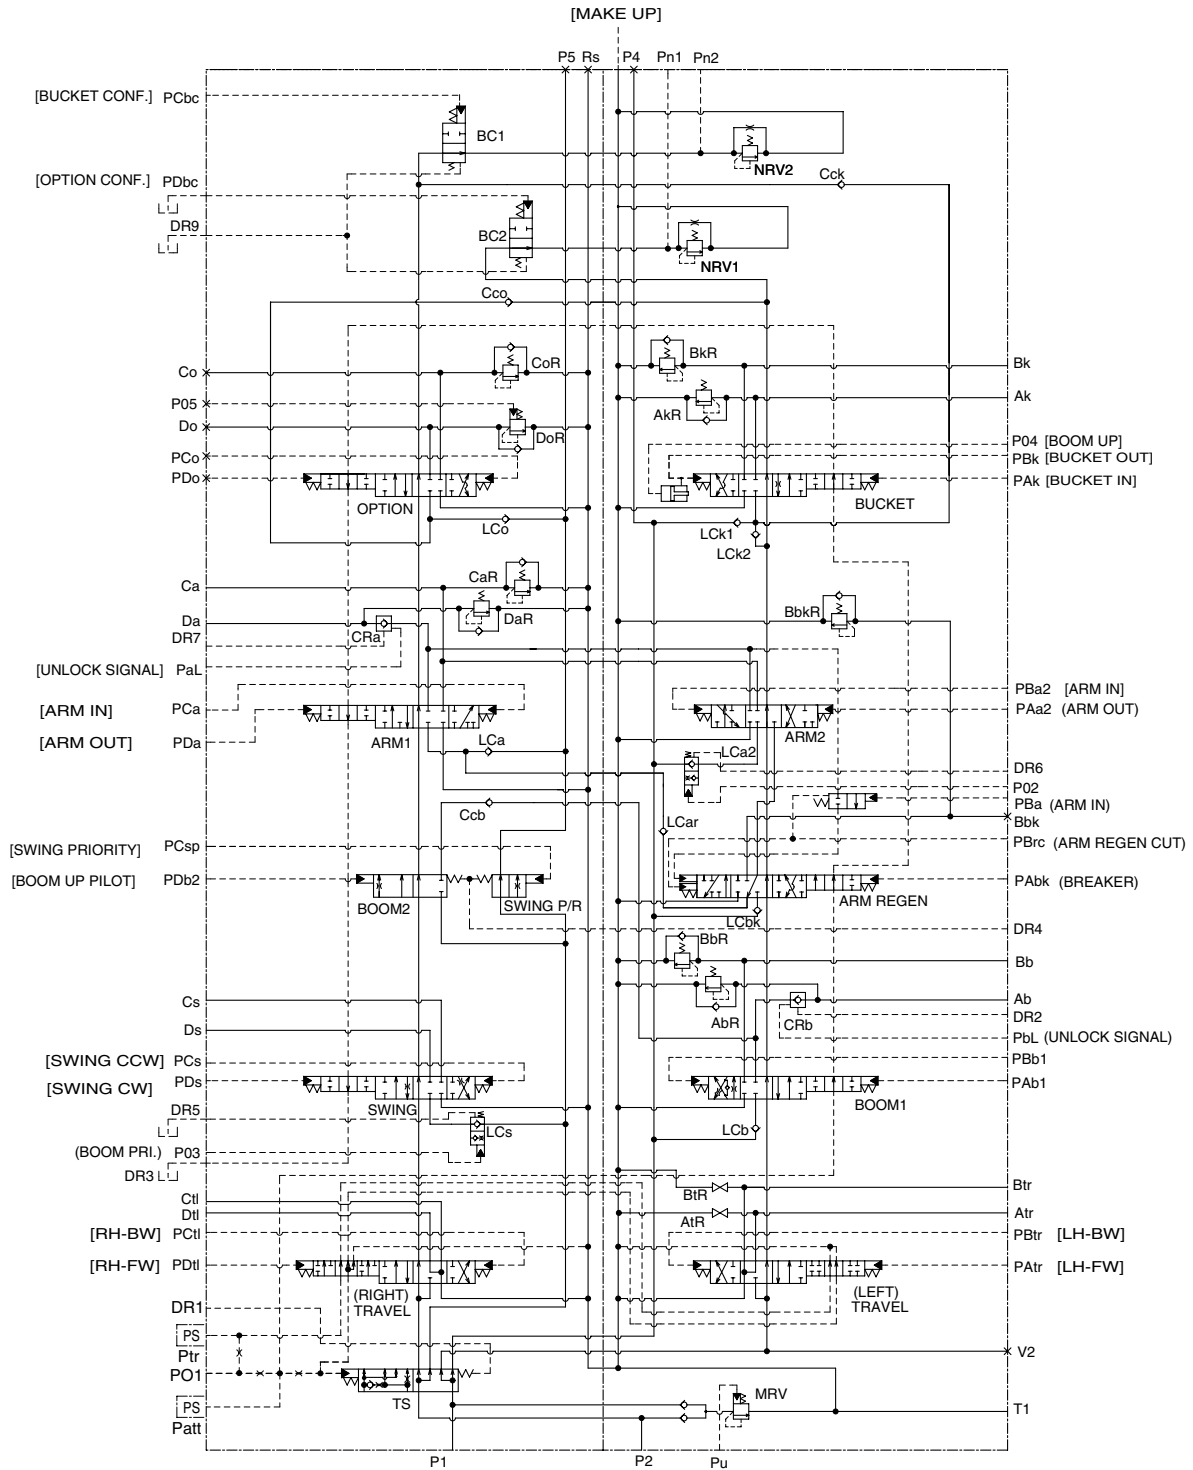 [MAKE UP]
P5 Rs P4 Pn1 Pn2
[BUCKET CONF.] PCbc
BC1
NRV2
Cck
[OPTION CONF.] PDbc
DR9
BC2
NRV1
Cco
CoR
BkR
Co
Bk
P05
AkR
Ak
Do
DoR
P04 [BOOM UP]
PCo
PBk [BUCKET OUT]
PDo
PAk [BUCKET IN]
OPTION
BUCKET
LCo
LCk1
LCk2
CaR
Ca
DaR
BbkR
Da
DR7
CRa
[UNLOCK SIGNAL] PaL
PBa2 [ARM IN]
[ARM IN] PCa
PAa2 (ARM OUT)
[ARM OUT] PDa
ARM1
ARM2
LCa
LCa2
DR6
P02
PBa (ARM IN)
Ccb
Bbk
LCar
PBrc (ARM REGEN CUT)
[SWING PRIORITY] PCsp
[BOOM UP PILOT] PDb2
PAbk (BREAKER)
BOOM2
SWING P/R
ARM REGEN
LCbk
DR4
BbR
Bb
Cs
Ab
AbR
CRb
DR2
Ds
PbL (UNLOCK SIGNAL)
[SWING CCW] PCs
PBb1
[SWING CW] PDs
PAb1
SWING
BOOM1
DR5
LCs
LCb
(BOOM PRI.) P03
DR3
Ctl
BtR
Btr
Dtl
AtR
Atr
[RH-BW] PCtl
PBtr [LH-BW]
[RH-FW] PDtl
PAtr [LH-FW]
(RIGHT)
TRAVEL
(LEFT)
TRAVEL
DR1
PS
Ptr
V2
PO1
TS
MRV
PS
T1
Patt
P1 P2 Pu